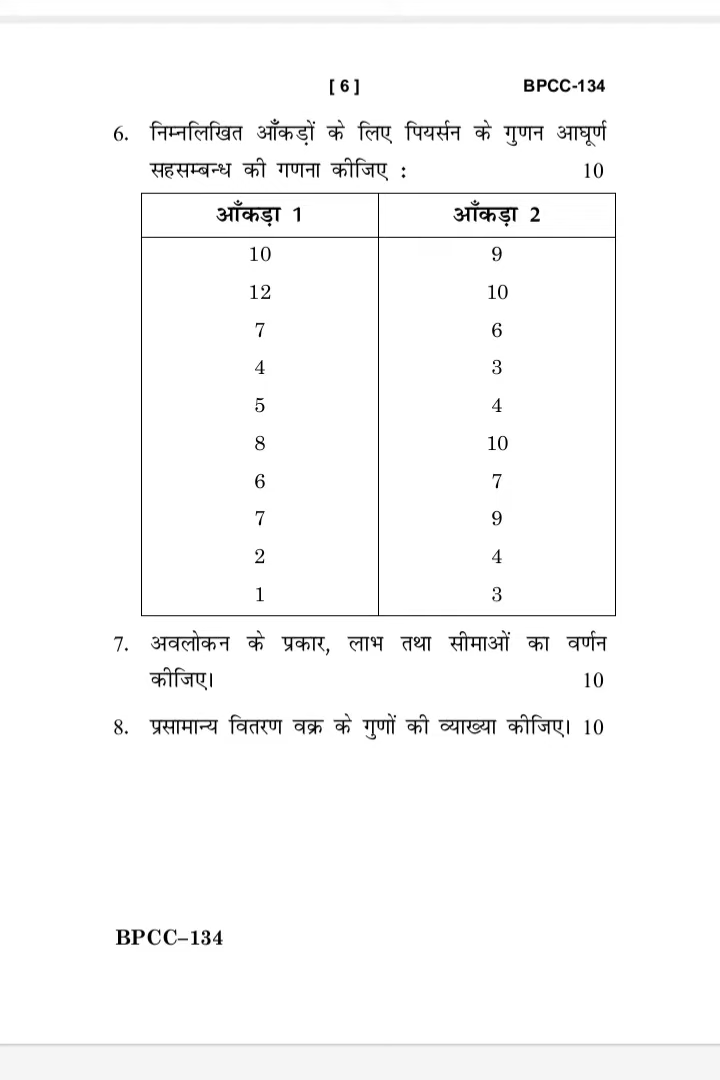 [ 6 ] BPCC-134
6. निम्नलिखित आँकड़ों के लिए पियर्सन के गुणन आघूर्ण
सहसम्बन्ध की गणना कीजिए : 10
आँकड़ा 1 आँकड़ा 2
10 9
12 10
7 6
4 3
5 4
8 10
6 7
7 9
2 4
1 3
7. अवलोकन के प्रकार, लाभ तथा सीमाओं का वर्णन
कीजिए। 10
8. प्रसामान्य वितरण वक्र के गुणों की व्याख्या कीजिए। 10
BPCC–134